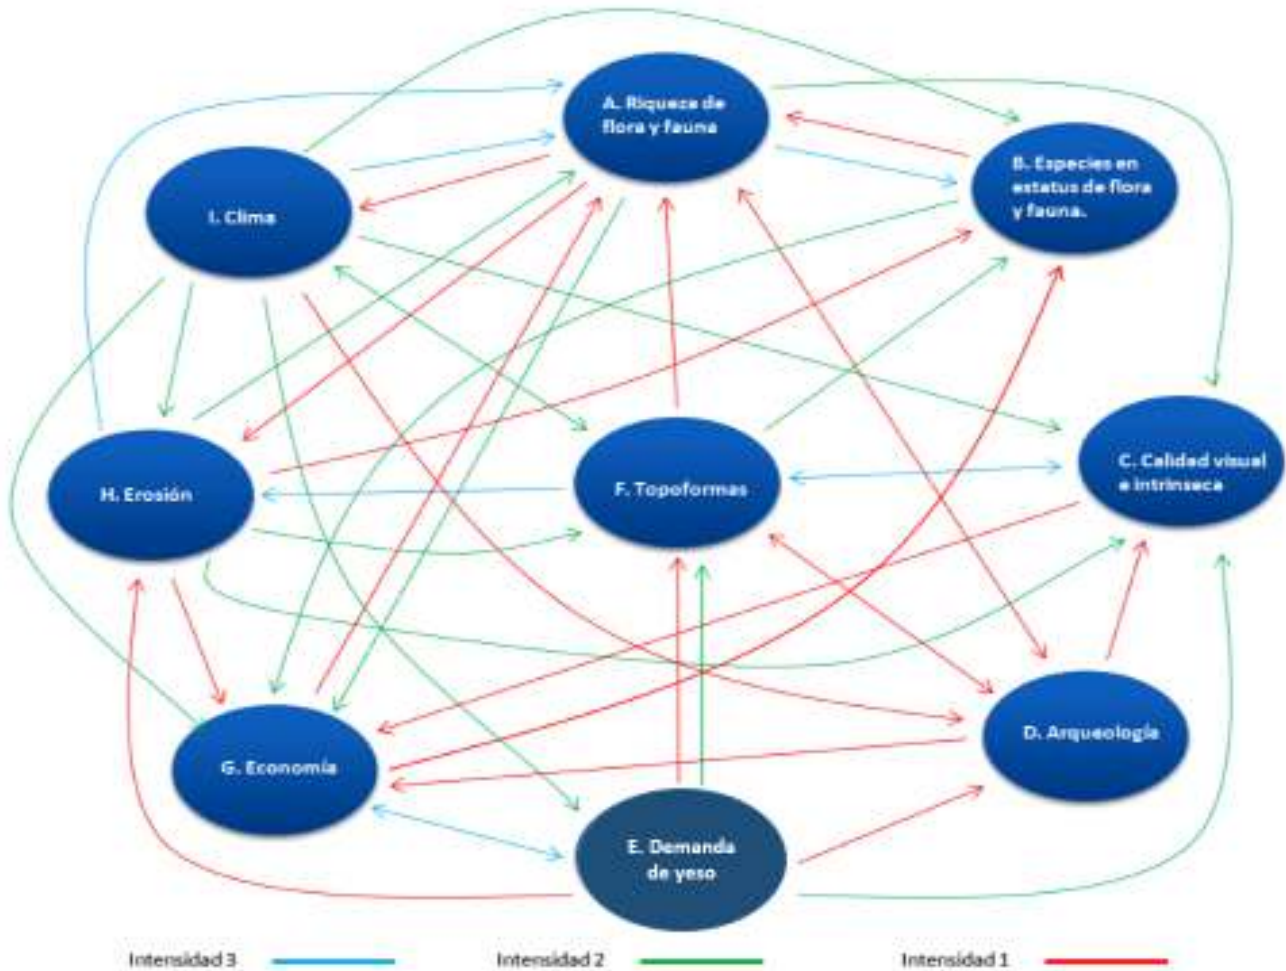 A. Riqueza de
flora y fauna
B. Especies en
estatus de flora
y fauna.
I. Clima
C. Calidad visual
e intrínseca
H. Erosión
F. Topoformas
D. Arqueología
G. Economía
E. Demanda
de yeso
Intensidad 3
Intensidad 2
Intensidad 1